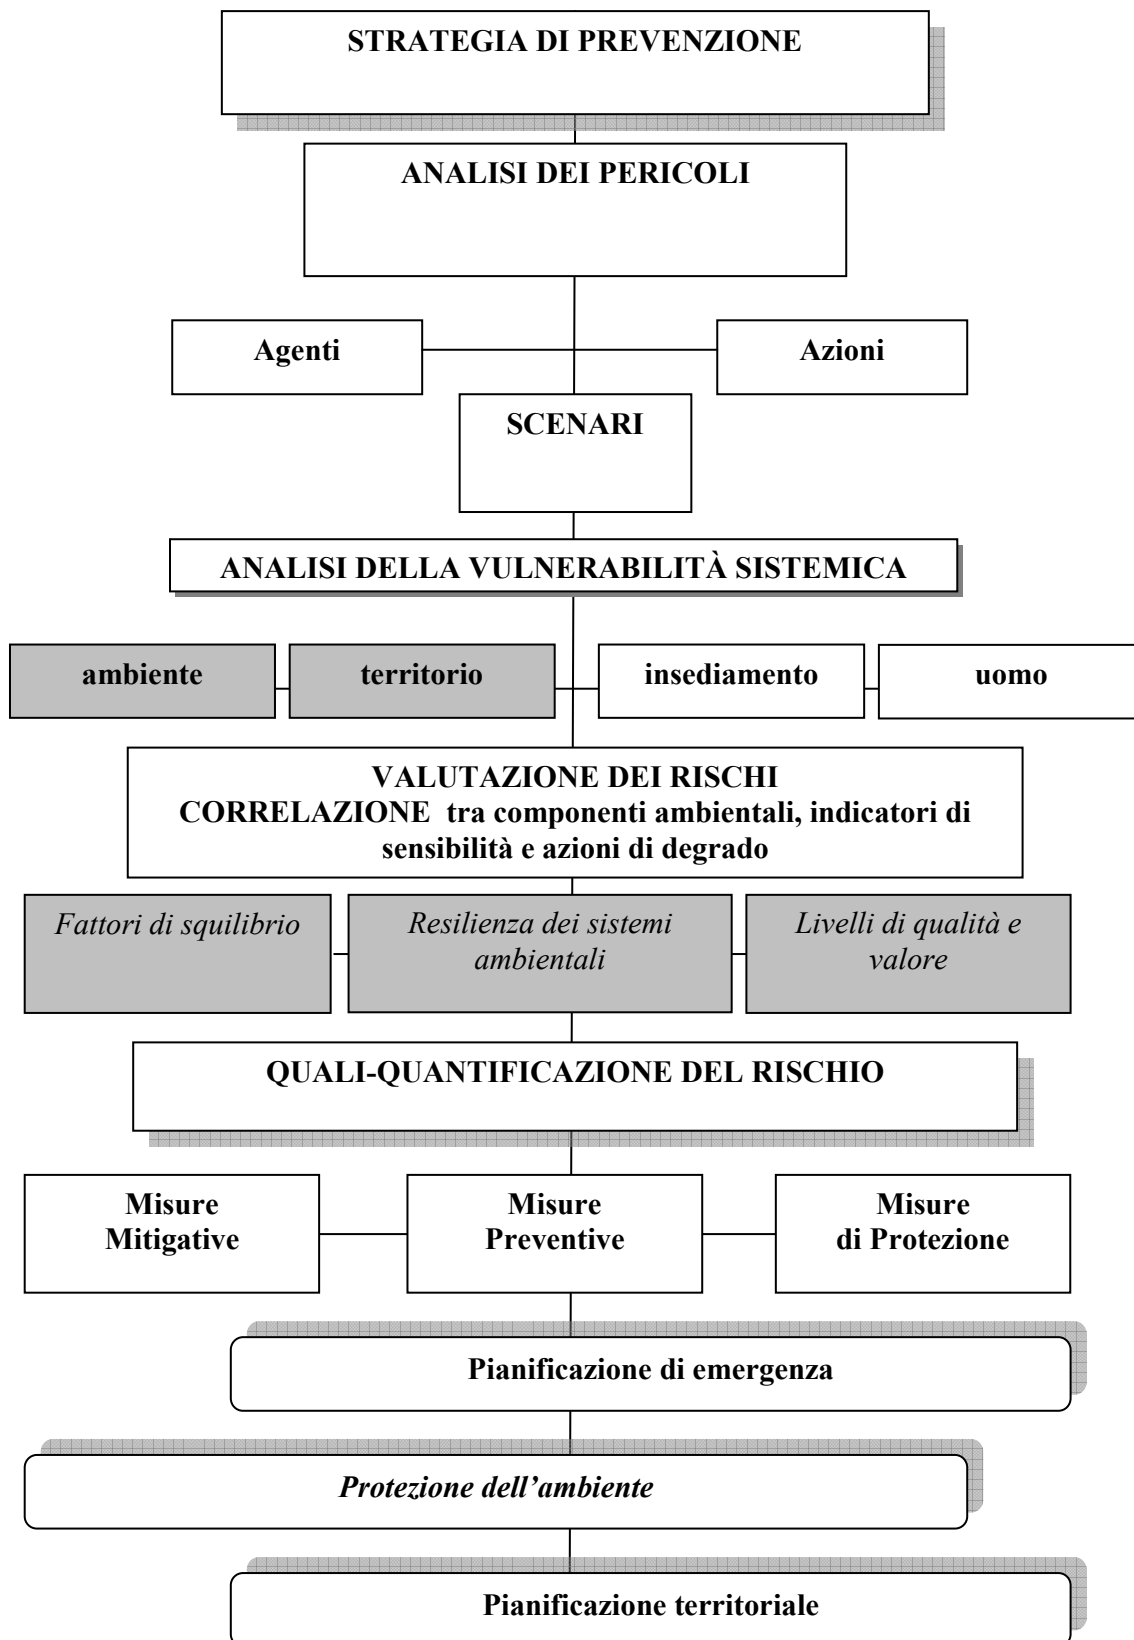 STRATEGIA DI PREVENZIONE
ANALISI DEI PERICOLI
Agenti
Azioni
SCENARI
ANALISI DELLA VULNERABILITÀ SISTEMICA
ambiente
territorio
insediamento
uomo
VALUTAZIONE DEI RISCHI
CORRELAZIONE tra componenti ambientali, indicatori di
sensibilità e azioni di degrado
Fattori di squilibrio
Resilienza dei sistemi
ambientali
Livelli di qualità e
valore
QUALI-QUANTIFICAZIONE DEL RISCHIO
Misure
Mitigative
Misure
Preventive
Misure
di Protezione
Pianificazione di emergenza
Protezione dell’ambiente
Pianificazione territoriale